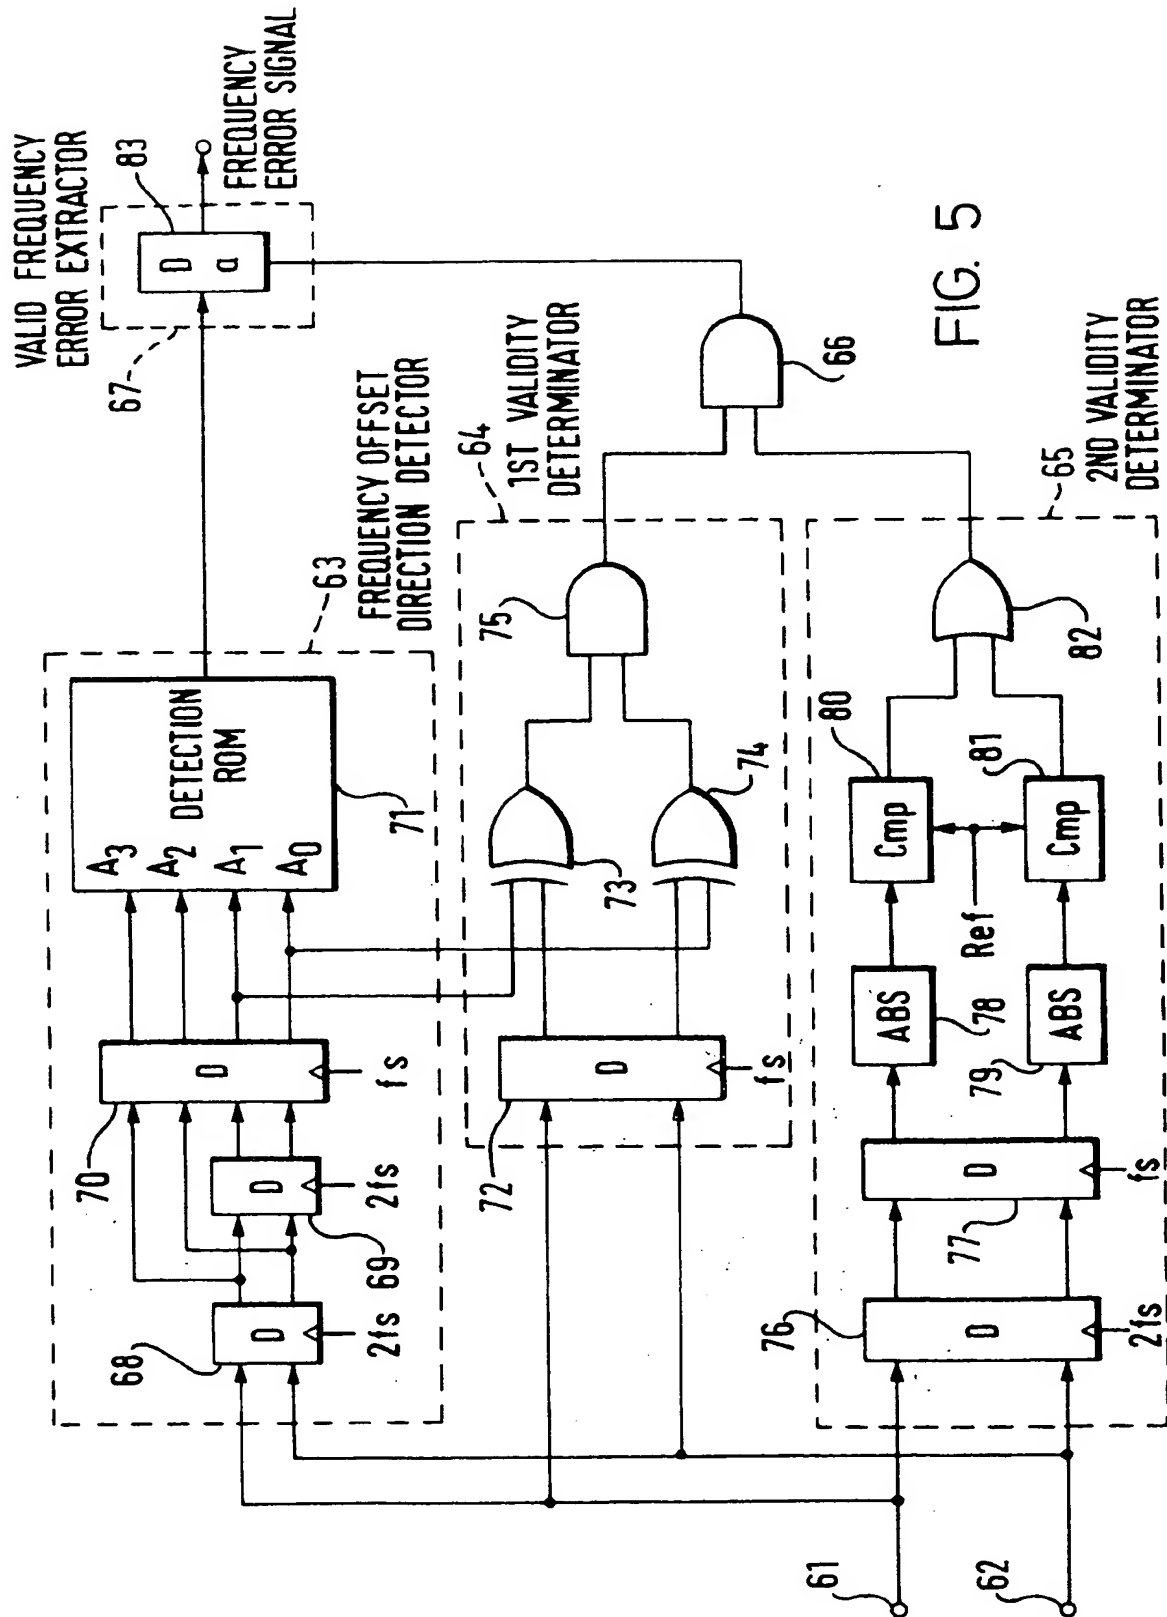 VALID FREQUENCY
ERROR EXTRACTOR
83
D
a
FREQUENCY
ERROR SIGNAL
67
63
FREQUENCY OFFSET
DIRECTION DETECTOR
DETECTION
ROM
A3
A2
A1
A0
71
70
D
fs
D
2fs
69
68
D
2fs
64
1ST VALIDITY
DETERMINATOR
75
73
74
72
D
fs
66
65
2ND VALIDITY
DETERMINATOR
82
80
Cmp
81
Cmp
Ref
ABS
78
ABS
79
D
77
fs
76
D
2fs
61
62
FIG. 5